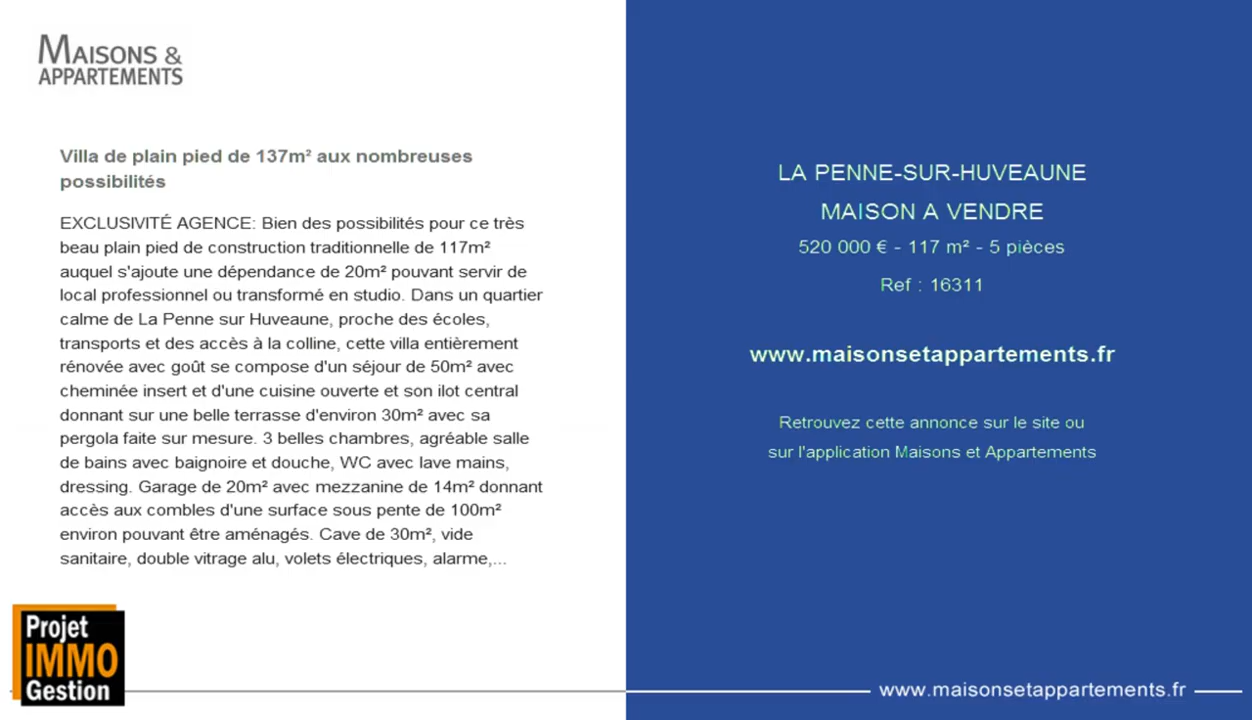 MAISONS &
APPARTEMENTS
Villa de plain pied de 137m² aux nombreuses
possibilités
EXCLUSIVITÉ AGENCE: Bien des possibilités pour ce très
beau plain pied de construction traditionnelle de 117m²
auquel s'ajoute une dépendance de 20m² pouvant servir de
local professionnel ou transformé en studio. Dans un quartier
calme de La Penne sur Huveaune, proche des écoles,
transports et des accès à la colline, cette villa entièrement
rénovée avec goût se compose d'un séjour de 50m² avec
cheminée insert et d'une cuisine ouverte et son ilot central
donnant sur une belle terrasse d'environ 30m² avec sa
pergola faite sur mesure. 3 belles chambres, agréable salle
de bains avec baignoire et douche, WC avec lave mains,
dressing. Garage de 20m² avec mezzanine de 14m² donnant
accès aux combles d'une surface sous pente de 100m²
environ pouvant être aménagés. Cave de 30m², vide
sanitaire, double vitrage alu, volets électriques, alarme,...
Projet
IMMO
Gestion
LA PENNE-SUR-HUVEAUNE
MAISON A VENDRE
520 000 € - 117 m² - 5 pièces
Ref : 16311
www.maisonsetappartements.fr
Retrouvez cette annonce sur le site ou
sur l'application Maisons et Appartements
www.maisonsetappartements.fr